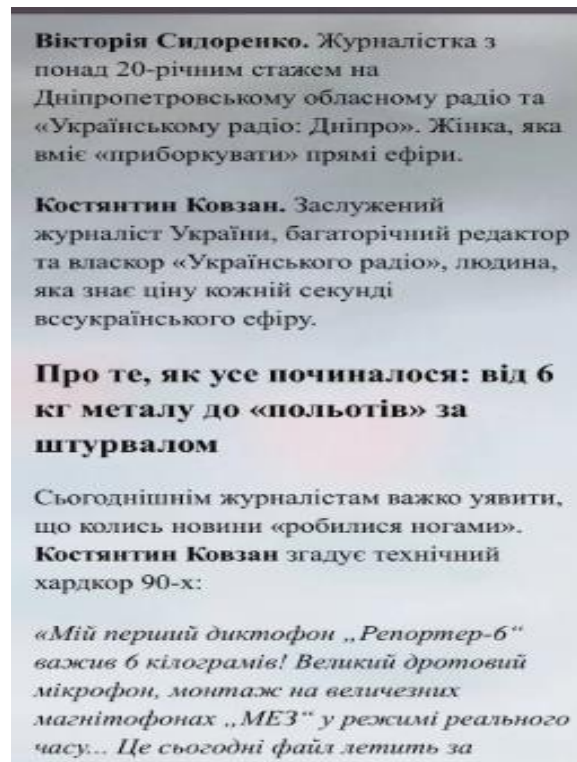 Вікторія Сидоренко. Журналістка з
понад 20-річним стажем на
Дніпропетровському обласному радіо та
«Українському радіо: Дніпро». Жінка, яка
вміє «приборкувати» прямі ефіри.
Костянтин Ковзан. Заслужений
журналіст України, багаторічний редактор
та власкор «Українського радіо», людина,
яка знає ціну кожній секунді
всеукраїнського ефіру.
Про те, як усе починалося: від 6
кг металу до «польотів» за
штурвалом
Сьогоднішнім журналістам важко уявити,
що колись новини «робилися ногами».
Костянтин Ковзан згадує технічний
хардкор 90-х:
«Мій перший диктофон „Репортер-6“
важив 6 кілограмів! Великий дротовий
мікрофон, монтаж на величезних
магнітофонах „МЕЗ“ у режимі реального
часу... Це сьогодні файл летить за